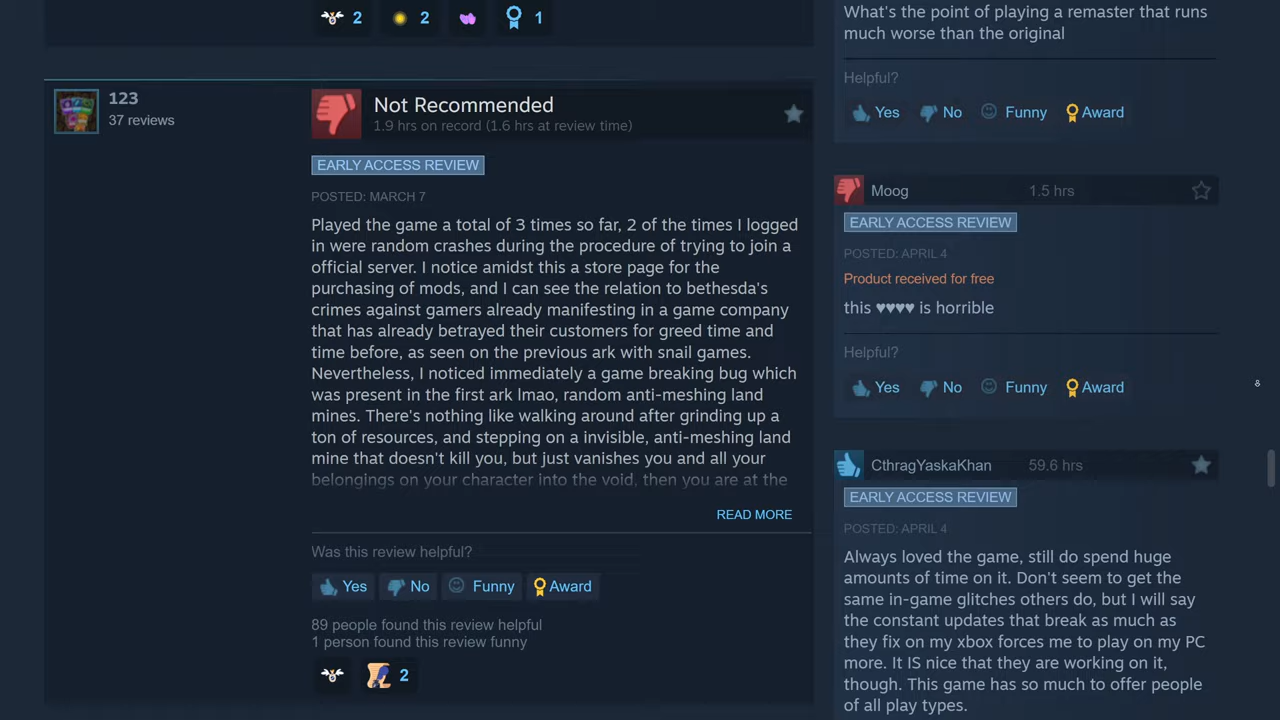 2
2
1
123
37 reviews
Not Recommended
1.9 hrs on record (1.6 hrs at review time)
EARLY ACCESS REVIEW
POSTED: MARCH 7
Played the game a total of 3 times so far, 2 of the times I logged
in were random crashes during the procedure of trying to join a
official server. I notice amidst this a store page for the
purchasing of mods, and I can see the relation to bethesda's
crimes against gamers already manifesting in a game company
that has already betrayed their customers for greed time and
time before, as seen on the previous ark with snail games.
Nevertheless, I noticed immediately a game breaking bug which
was present in the first ark lmao, random anti-meshing land
mines. There's nothing like walking around after grinding up a
ton of resources, and stepping on a invisible, anti-meshing land
mine that doesn't kill you, but just vanishes you and all your
belongings on your character into the void, then you are at the
READ MORE
Was this review helpful?
Yes
No
Funny
Award
89 people found this review helpful
1 person found this review funny
2
What's the point of playing a remaster that runs
much worse than the original
Helpful?
Yes
No
Funny
Award
Moog
1.5 hrs
EARLY ACCESS REVIEW
POSTED: APRIL 4
Product received for free
this ♥♥♥♥ is horrible
Helpful?
Yes
No
Funny
Award
CthragYaskaKhan
59.6 hrs
EARLY ACCESS REVIEW
POSTED: APRIL 4
Always loved the game, still do spend huge
amounts of time on it. Don't seem to get the
same in-game glitches others do, but I will say
the constant updates that break as much as
they fix on my xbox forces me to play on my PC
more. It IS nice that they are working on it,
though. This game has so much to offer people
of all play types.